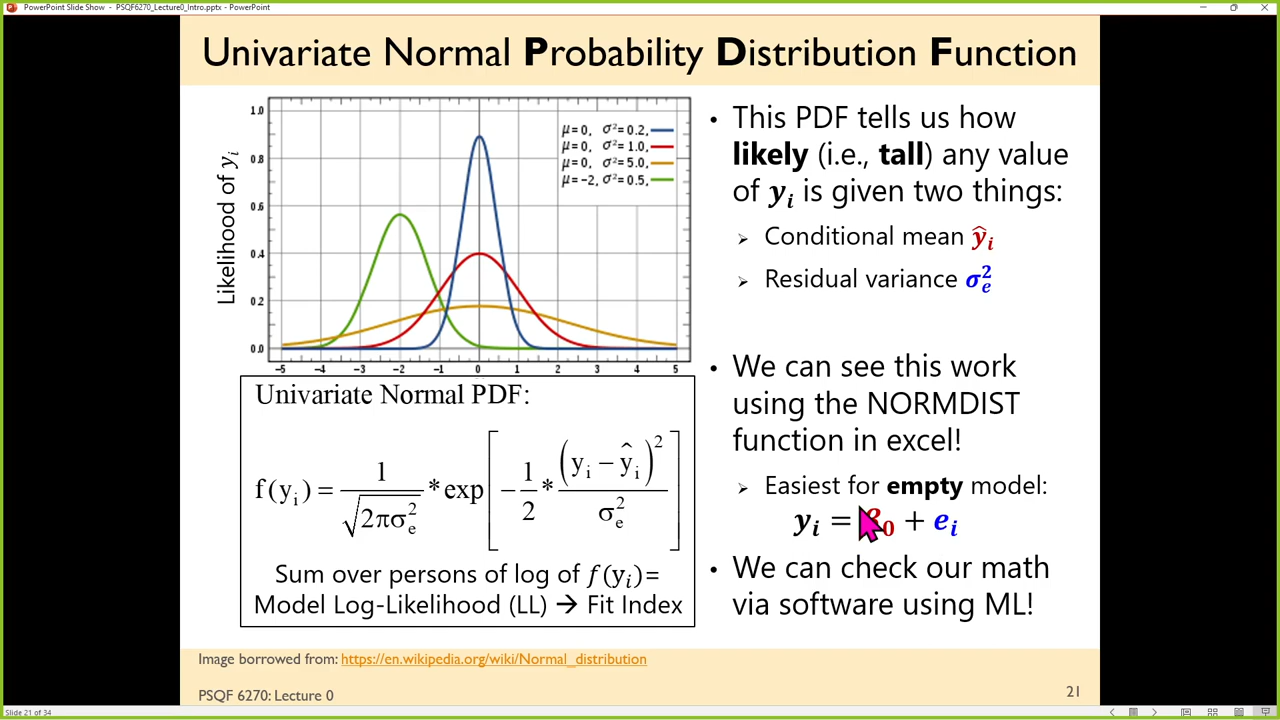 PowerPoint Slide Show - PSQF6270_Lecture0_Intro.pptx - PowerPoint
Univariate Normal Probability Distribution Function
Likelihood of yᵢ
1.0
0.8
0.6
0.4
0.2
0.0
−5 −4 −3 −2 −1 0 1 2 3 4 5
μ=0, σ²=0.2,
μ=0, σ²=1.0,
μ=0, σ²=5.0,
μ=−2, σ²=0.5,
Univariate Normal PDF:
f(yᵢ) = 1 / √(2πσₑ²) * exp[ −1/2 * (yᵢ − ŷᵢ)² / σₑ² ]
Sum over persons of log of f(yᵢ)=
Model Log-Likelihood (LL) → Fit Index
• This PDF tells us how
likely (i.e., tall) any value
of yᵢ is given two things:
➢ Conditional mean ŷᵢ
➢ Residual variance σₑ²
• We can see this work
using the NORMDIST
function in excel!
➢ Easiest for empty model:
yᵢ = β₀ + eᵢ
• We can check our math
via software using ML!
Image borrowed from: https://en.wikipedia.org/wiki/Normal_distribution
PSQF 6270: Lecture 0
21
Slide 21 of 34